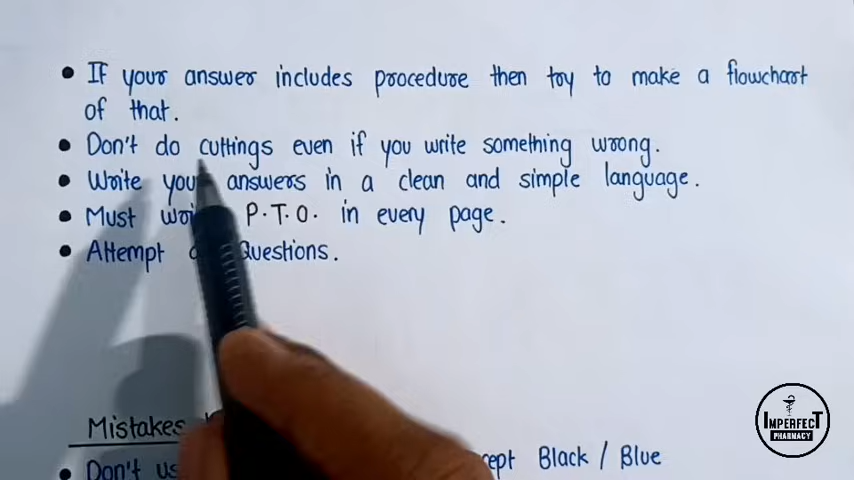 • If your answer includes procedure then try to make a flowchart
of that.
• Don't do cuttings even if you write something wrong.
• Write answers in a clean and simple language.
• Must P.T.O. in every page.
• Attempt Questions.
Mistakes
• Don't Black / Blue
IMPERFECT
PHARMACY